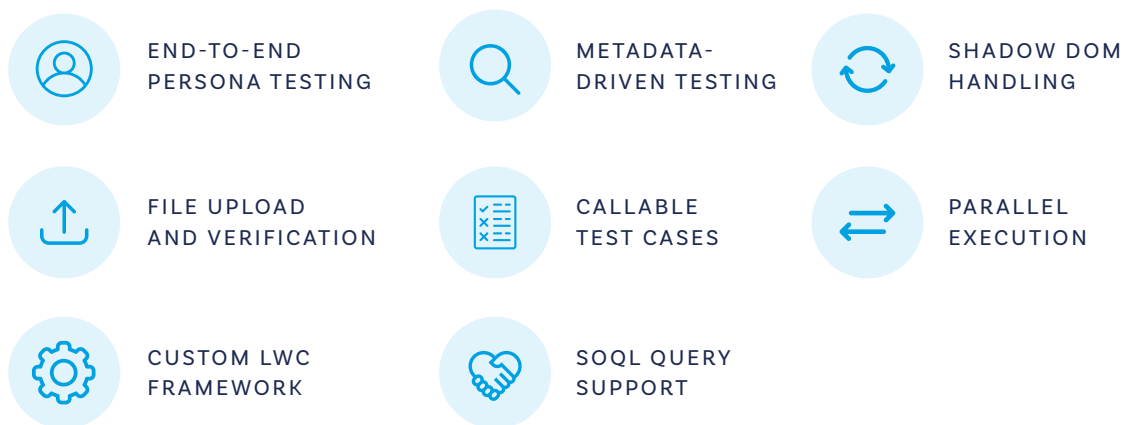 END-TO-END
PERSONA TESTING
METADATA-
DRIVEN TESTING
SHADOW DOM
HANDLING
FILE UPLOAD
AND VERIFICATION
CALLABLE
TEST CASES
PARALLEL
EXECUTION
CUSTOM LWC
FRAMEWORK
SOQL QUERY
SUPPORT